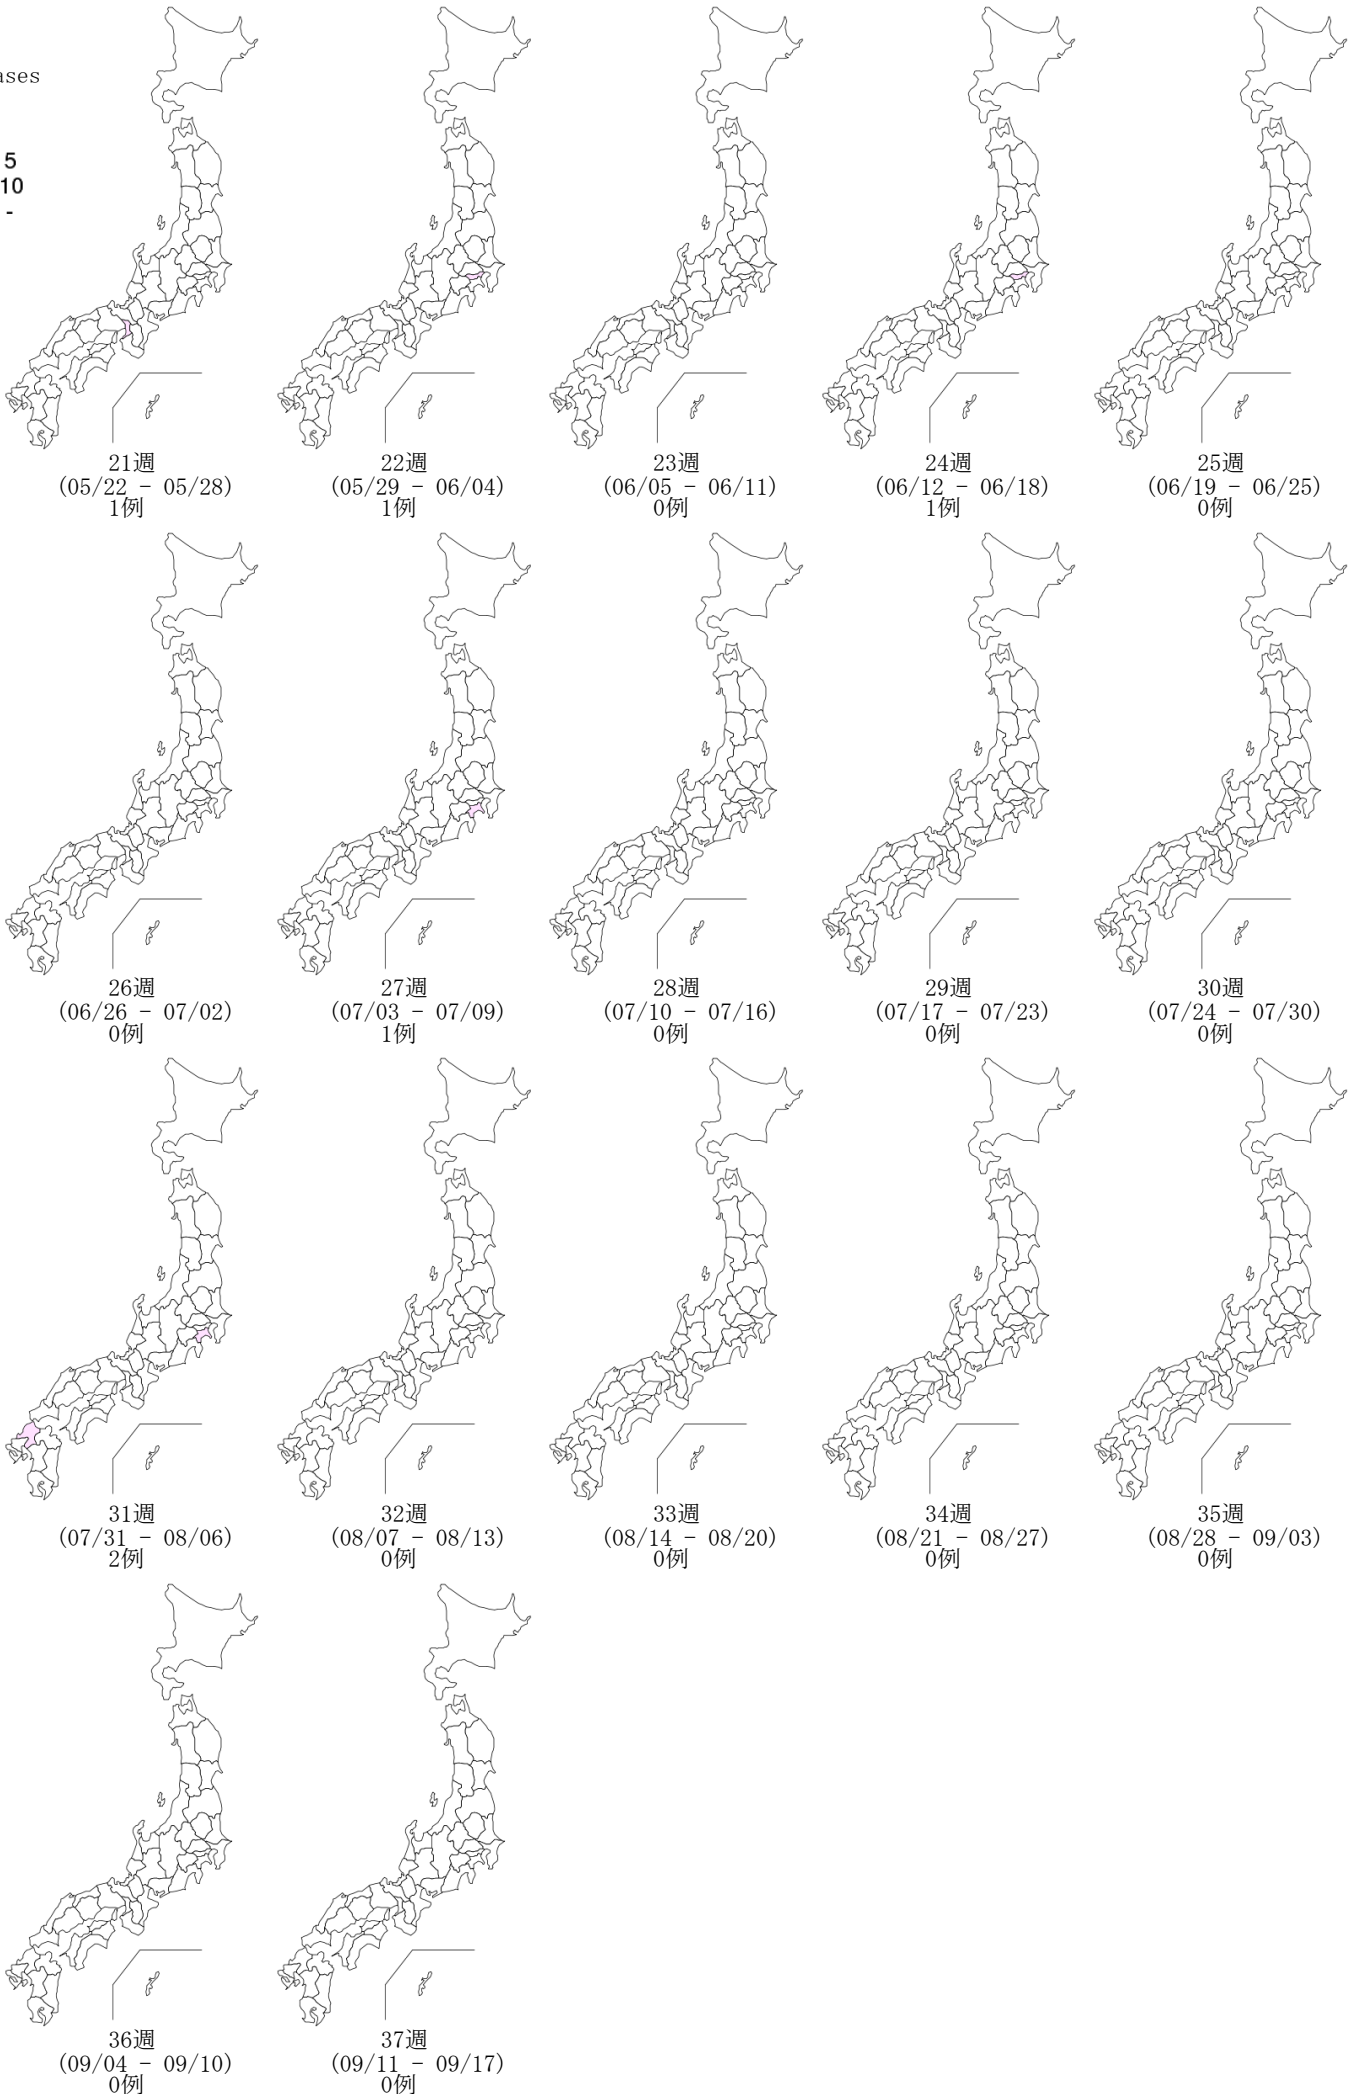 ases
5
10
-
21週
(05/22 - 05/28)
1例
22週
(05/29 - 06/04)
1例
23週
(06/05 - 06/11)
0例
24週
(06/12 - 06/18)
1例
25週
(06/19 - 06/25)
0例
26週
(06/26 - 07/02)
0例
27週
(07/03 - 07/09)
1例
28週
(07/10 - 07/16)
0例
29週
(07/17 - 07/23)
0例
30週
(07/24 - 07/30)
0例
31週
(07/31 - 08/06)
2例
32週
(08/07 - 08/13)
0例
33週
(08/14 - 08/20)
0例
34週
(08/21 - 08/27)
0例
35週
(08/28 - 09/03)
0例
36週
(09/04 - 09/10)
0例
37週
(09/11 - 09/17)
0例